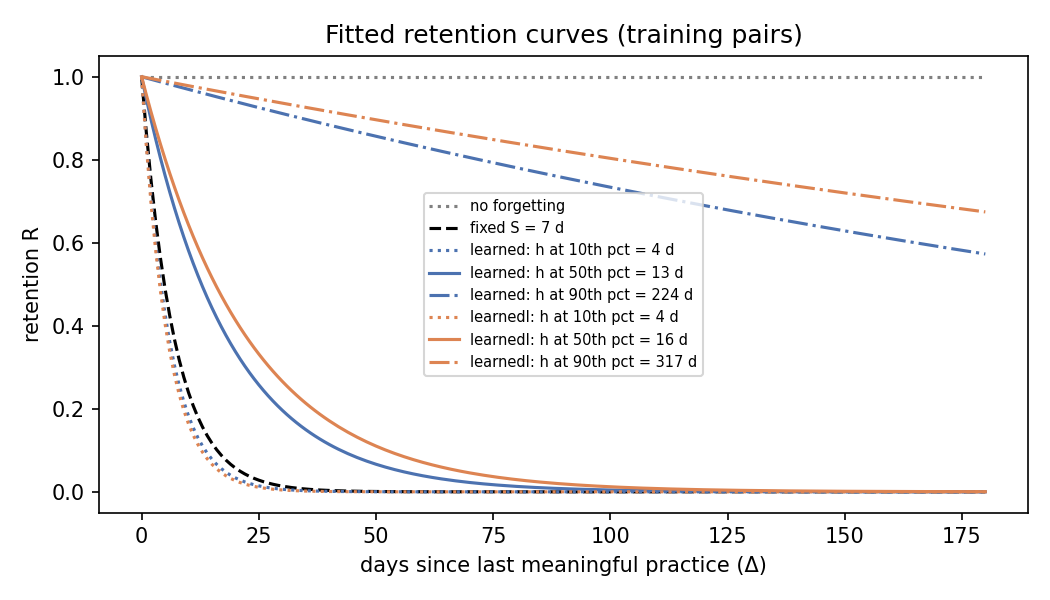 Fitted retention curves (training pairs)
retention R
1.0
0.8
0.6
0.4
0.2
0.0
no forgetting
fixed S = 7 d
learned: h at 10th pct = 4 d
learned: h at 50th pct = 13 d
learned: h at 90th pct = 224 d
learnedI: h at 10th pct = 4 d
learnedI: h at 50th pct = 16 d
learnedI: h at 90th pct = 317 d
0 25 50 75 100 125 150 175
days since last meaningful practice (Δ)